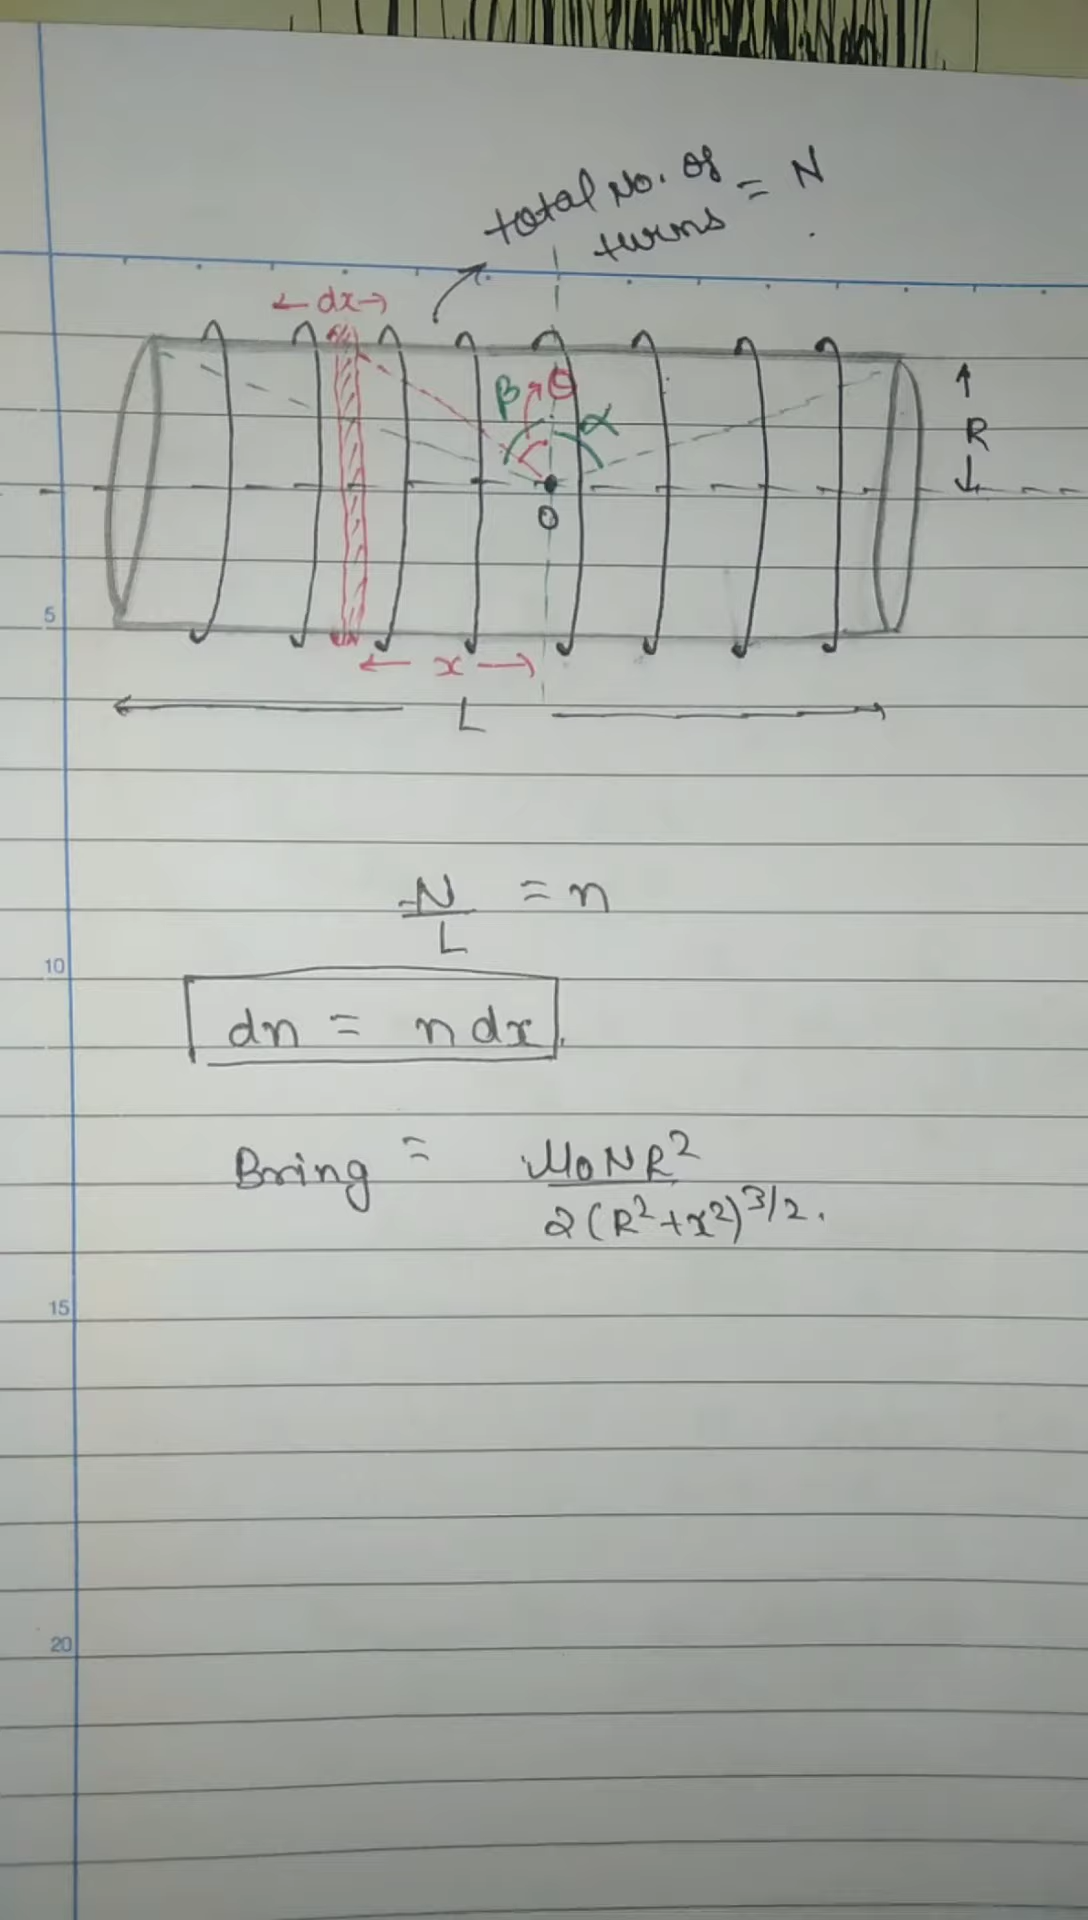 total No. of = N
turns
← dx →
β θ α
R
O
← x →
L
5
N/L = n
10
dn = n dx.
Bring = μ0NR²/2(R²+x²)^3/2.
15
20